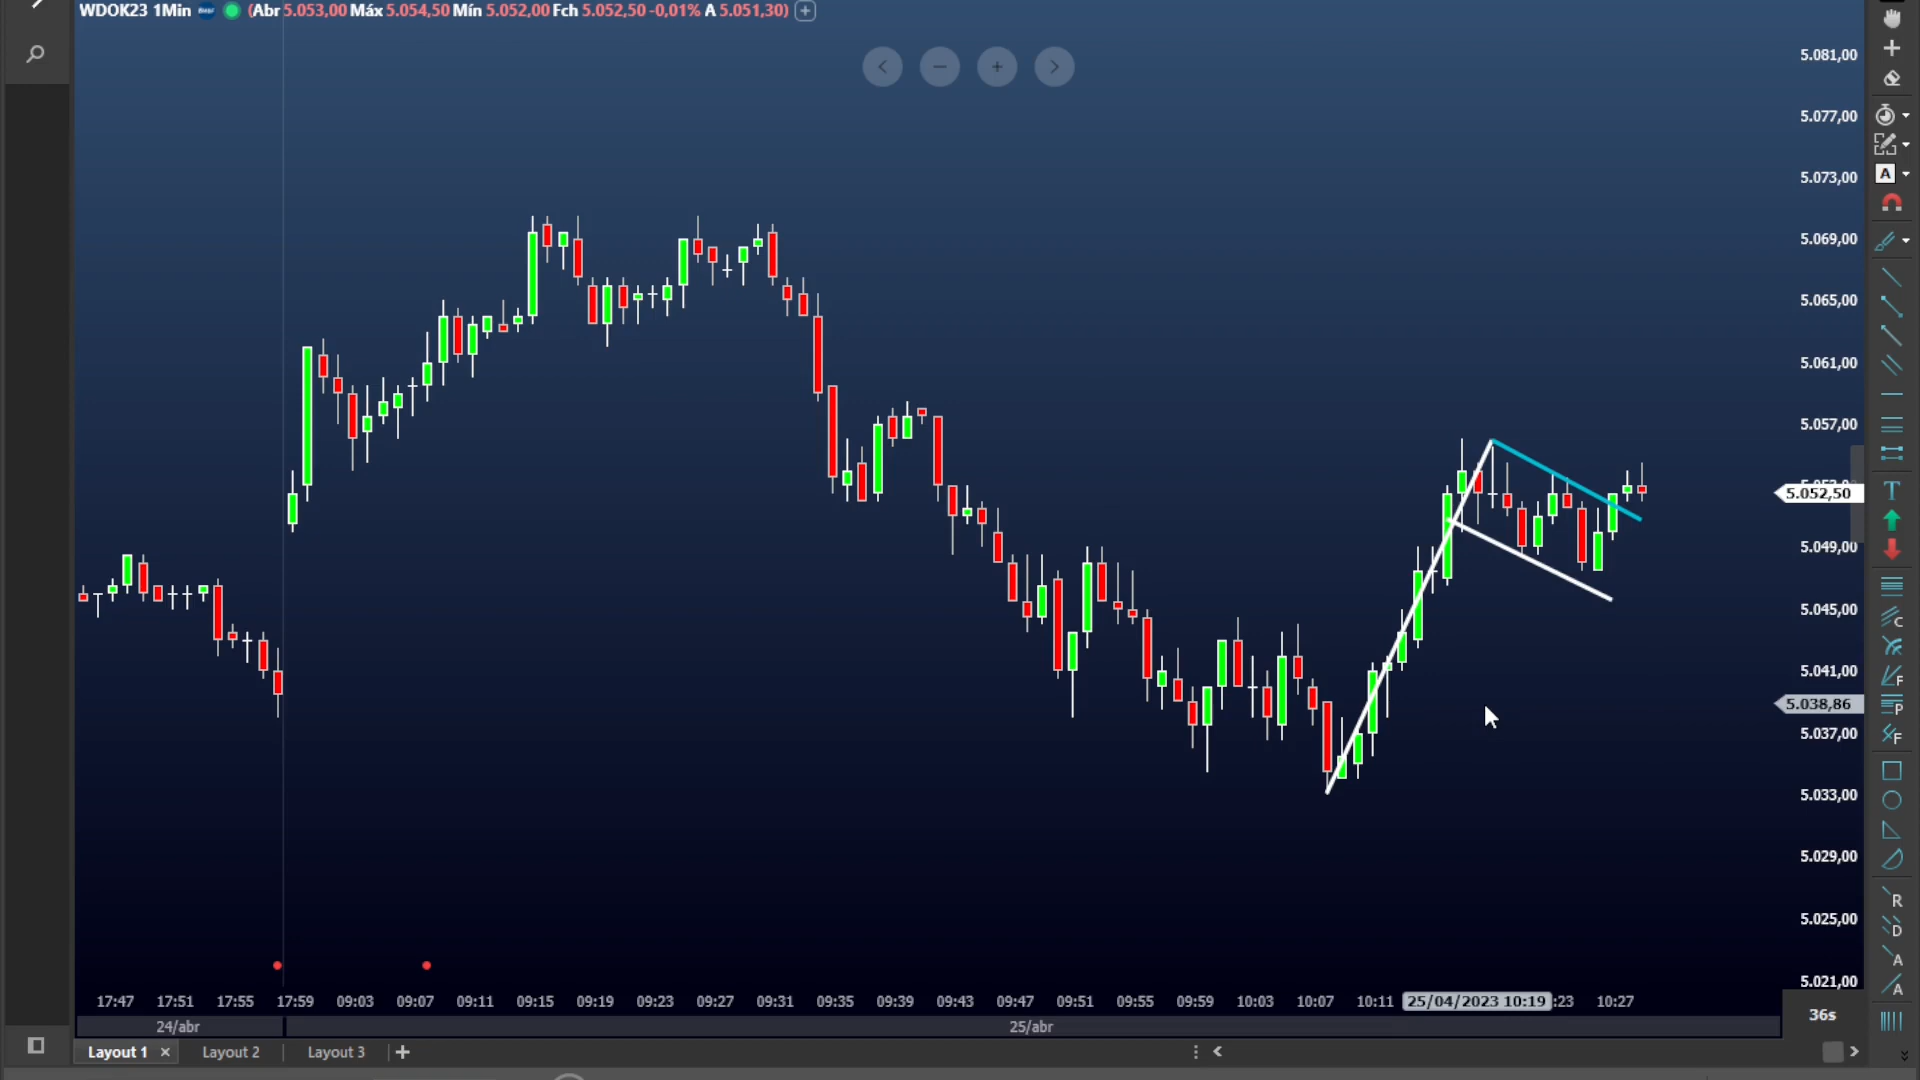 WDOK23 1Min (Abr 5.053,00 Máx 5.054,50 Mín 5.052,00 Fch 5.052,50 -0,01% A 5.051,30)
5.081,00
5.077,00
5.073,00
5.069,00
5.065,00
5.061,00
5.057,00
5.052,50
5.049,00
5.045,00
5.041,00
5.038,86
5.037,00
5.033,00
5.029,00
5.025,00
5.021,00
A
T
C
F
P
F
R
D
A
A
17:47 17:51 17:55 17:59 09:03 09:07 09:11 09:15 09:19 09:23 09:27 09:31 09:35 09:39 09:43 09:47 09:51 09:55 09:59 10:03 10:07 10:11 25/04/2023 10:19 :23 10:27
36s
24/abr 25/abr
Layout 1 Layout 2 Layout 3